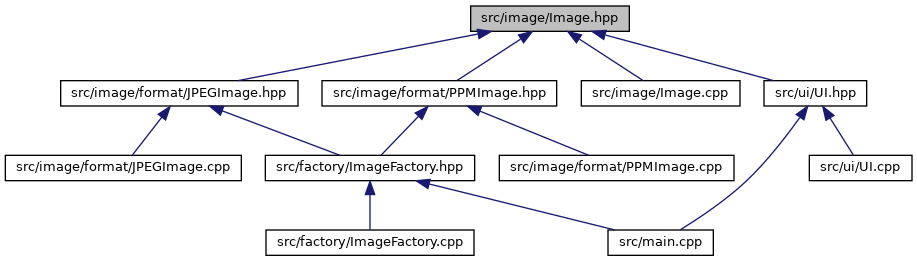 src/image/Image.hpp
src/image/format/JPEGImage.hpp
src/image/format/PPMImage.hpp
src/image/Image.cpp
src/ui/UI.hpp
src/image/format/JPEGImage.cpp
src/factory/ImageFactory.hpp
src/image/format/PPMImage.cpp
src/ui/UI.cpp
src/factory/ImageFactory.cpp
src/main.cpp